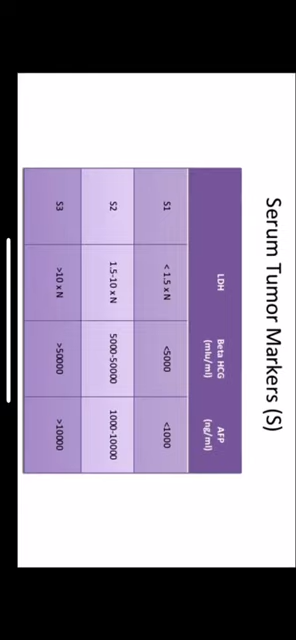 Serum Tumor Markers (S)
LDH Beta HCG (mIu/ml) AFP (ng/ml)
S1 < 1.5 x N <5000 <1000
S2 1.5-10 x N 5000-50000 1000-10000
S3 >10 x N >50000 >10000